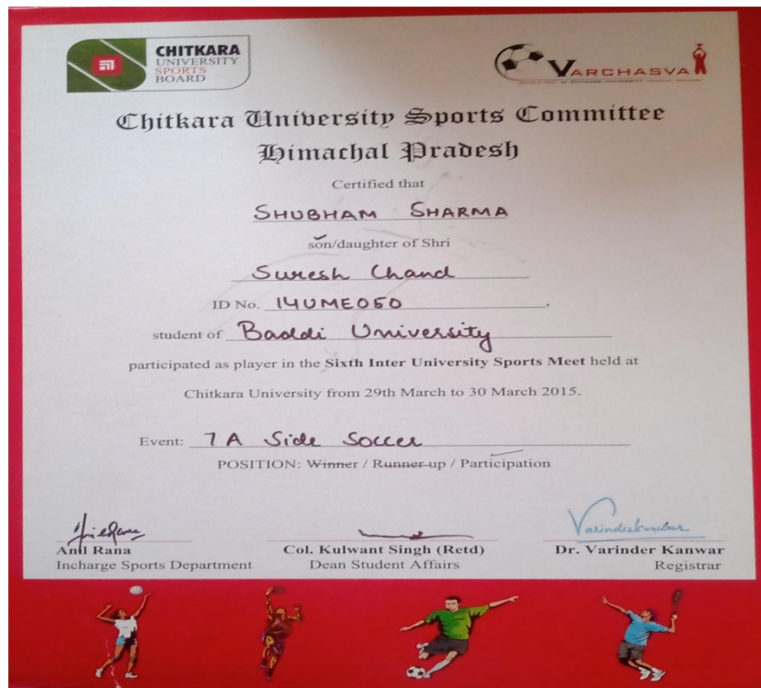 CHITKARA
UNIVERSITY
SPORTS
BOARD
VARCHASVA
Chitkara University Sports Committee
Himachal Pradesh
Certified that
SHUBHAM SHARMA
son/daughter of Shri
Suresh Chand
ID No. 14UME050
student of Baddi University
participated as player in the Sixth Inter University Sports Meet held at
Chitkara University from 29th March to 30 March 2015.
Event: 7 A Side Soccer
POSITION: Winner / Runner up / Participation
Varinderkanwar
Anil Rana Col. Kulwant Singh (Retd) Dr. Varinder Kanwar
Incharge Sports Department Dean Student Affairs Registrar